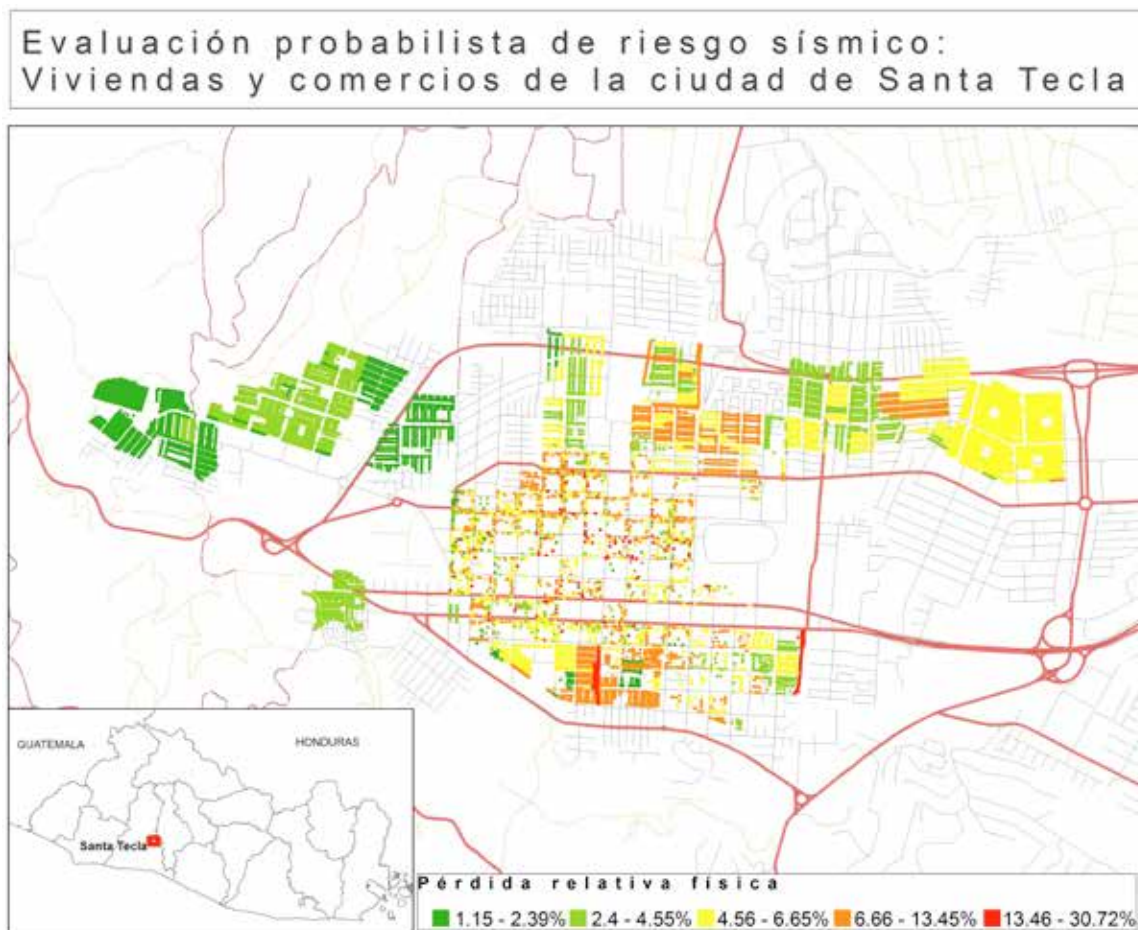 Evaluación probabilista de riesgo sísmico:
Viviendas y comercios de la ciudad de Santa Tecla
GUATEMALA
HONDURAS
Santa Tecla
Pérdida relativa física
1.15 - 2.39% 2.4 - 4.55% 4.56 - 6.65% 6.66 - 13.45% 13.46 - 30.72%